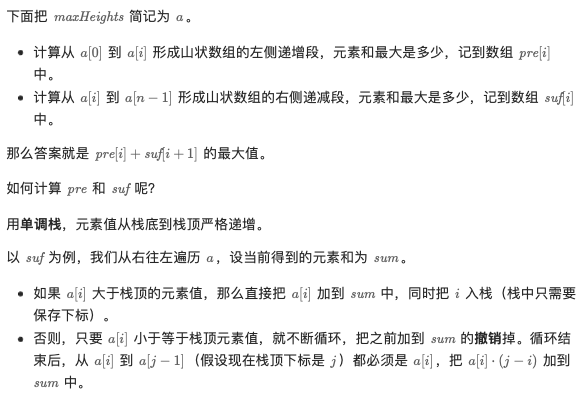 下面把 maxHeights 简记为 a。
• 计算从 a[0] 到 a[i] 形成山状数组的左侧递增段，元素和最大是多少，记到数组 pre[i]
中。
• 计算从 a[i] 到 a[n − 1] 形成山状数组的右侧递减段，元素和最大是多少，记到数组 suf[i]
中。
那么答案就是 pre[i] + suf[i + 1] 的最大值。
如何计算 pre 和 suf 呢？
用单调栈，元素值从栈底到栈顶严格递增。
以 suf 为例，我们从右往左遍历 a，设当前得到的元素和为 sum。
• 如果 a[i] 大于栈顶的元素值，那么直接把 a[i] 加到 sum 中，同时把 i 入栈（栈中只需要
保存下标）。
• 否则，只要 a[i] 小于等于栈顶元素值，就不断循环，把之前加到 sum 的撤销掉。循环结
束后，从 a[i] 到 a[j − 1]（假设现在栈顶下标是 j）都必须是 a[i]，把 a[i] · (j − i) 加到
sum 中。